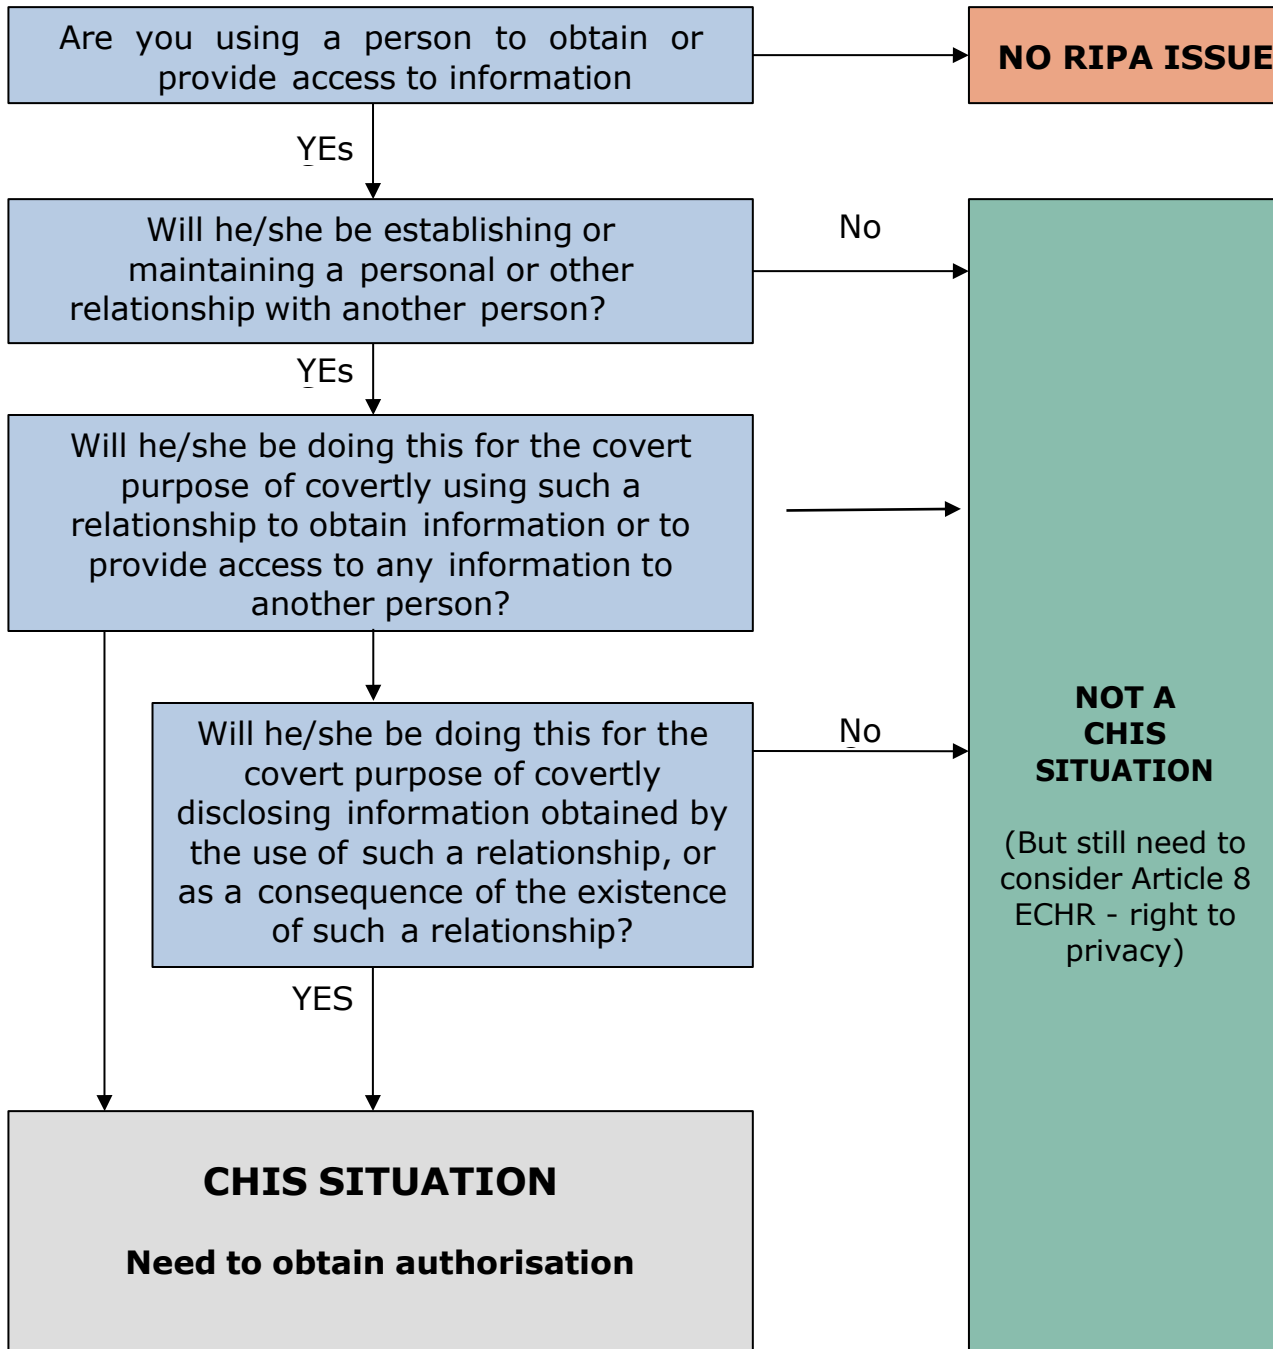 Are you using a person to obtain or
provide access to information
NO RIPA ISSUE
YEs
Will he/she be establishing or
maintaining a personal or other
relationship with another person?
No
YEs
Will he/she be doing this for the covert
purpose of covertly using such a
relationship to obtain information or to
provide access to any information to
another person?
Will he/she be doing this for the
covert purpose of covertly
disclosing information obtained by
the use of such a relationship, or
as a consequence of the existence
of such a relationship?
No
NOT A
CHIS
SITUATION
(But still need to
consider Article 8
ECHR - right to
privacy)
YES
CHIS SITUATION
Need to obtain authorisation